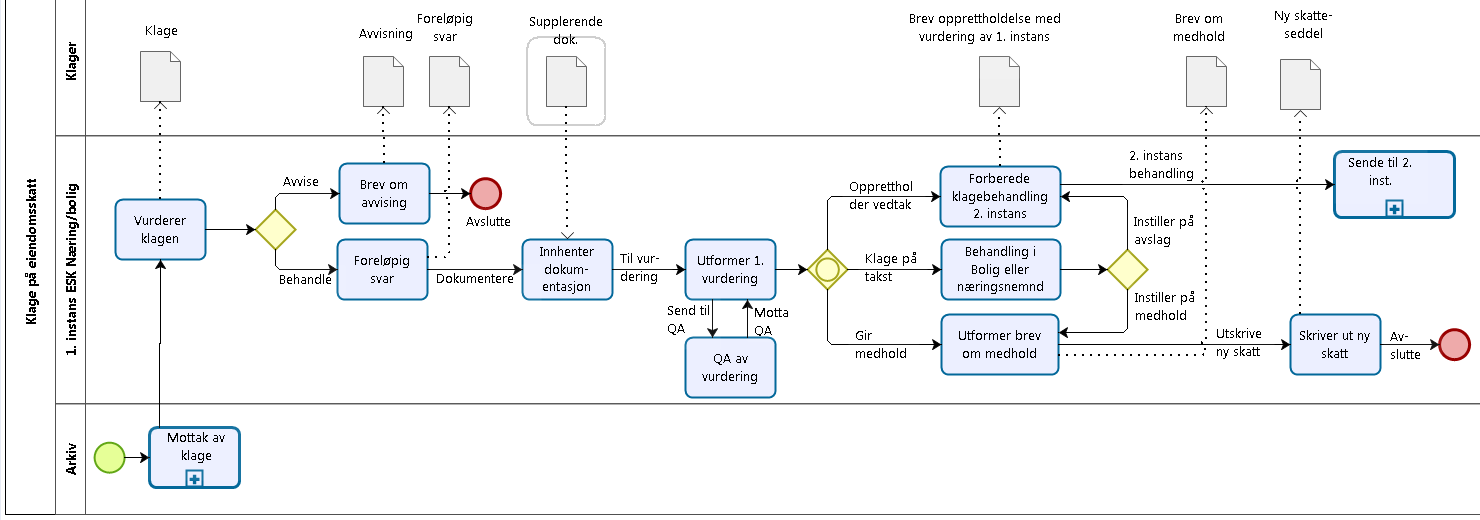 Klage på eiendomsskatt
Klager
Klage
Avvisning
Foreløpig
svar
Supplerende
dok.
Brev opprettholdelse med
vurdering av 1. instans
Brev om
medhold
Ny skatte-
seddel
1. instans ESK Næring/bolig
Vurderer
klagen
Avvise
Brev om
avvising
Avslutte
Behandle
Foreløpig
svar
Dokumentere
Innhenter
dokum-
entasjon
Til vur-
dering
Utformer 1.
vurdering
Send til
QA
Motta
QA
QA av
vurdering
Oppretthol
der vedtak
Klage på
takst
Gir
medhold
Forberede
klagebehandling
2. instans
Behandling i
Bolig eller
næringsnemnd
Utformer brev
om medhold
2. instans
behandling
Instiller på
avslag
Instiller på
medhold
Sende til 2.
inst.
Utskrive
ny skatt
Skriver ut ny
skatt
Av-
slutte
Arkiv
Mottak av
klage